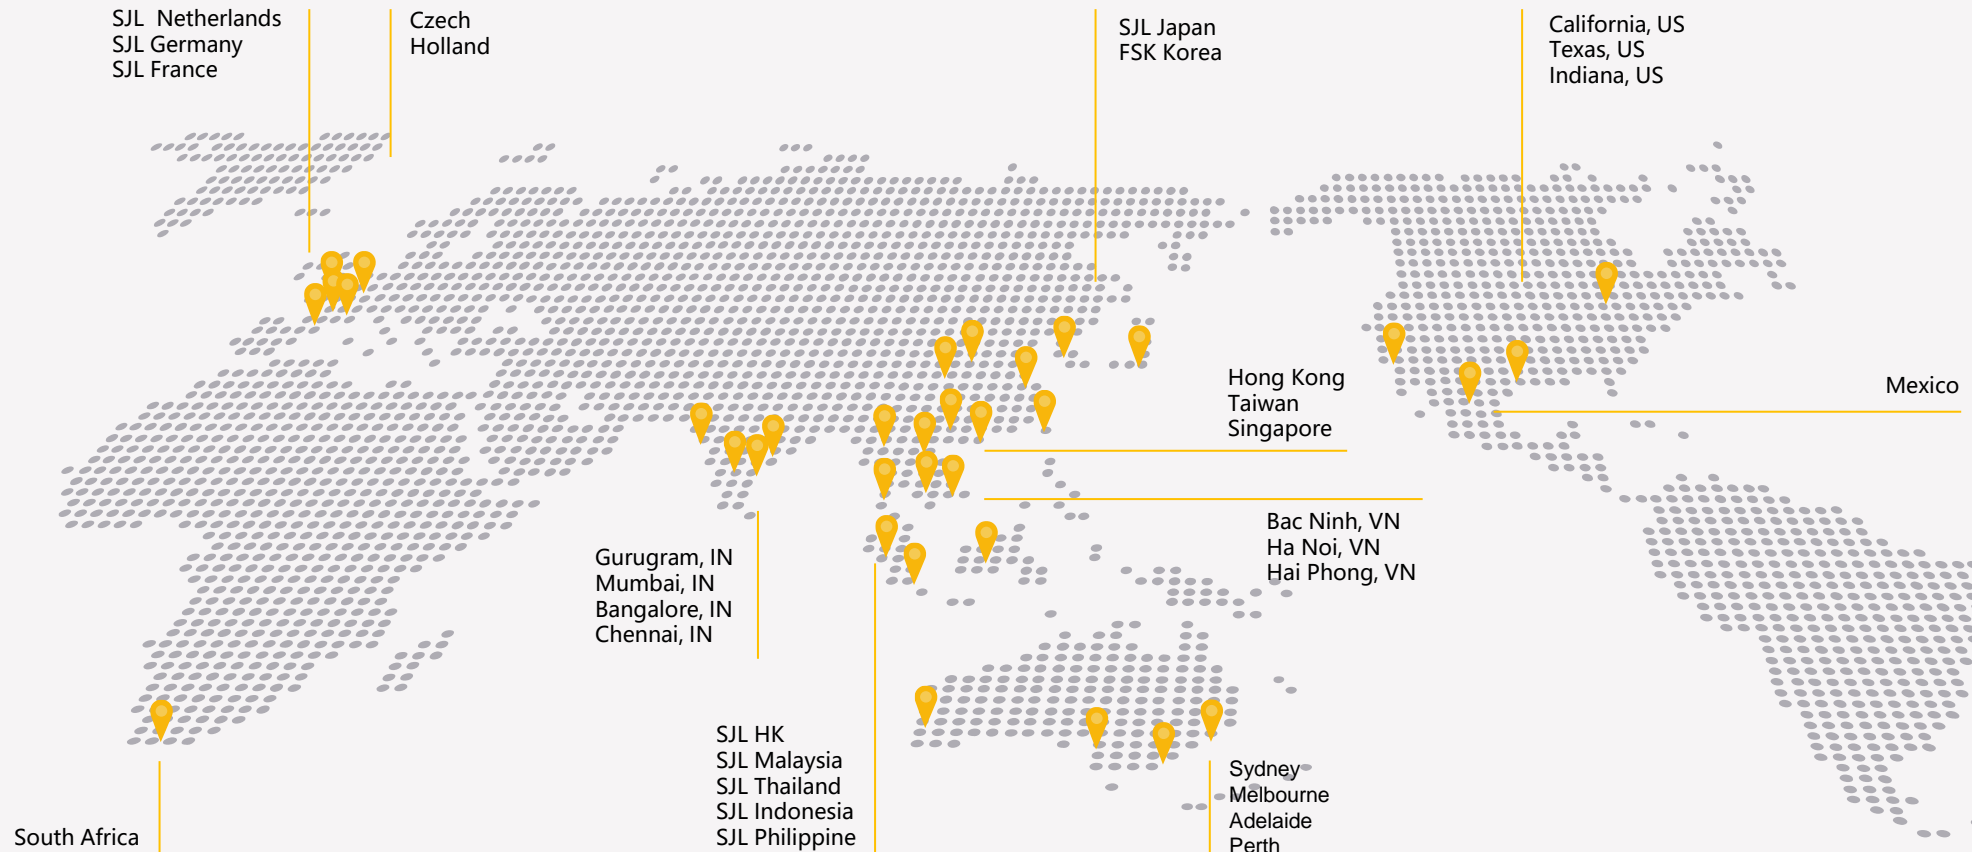 SJL  Netherlands
SJL Germany
SJL France
Czech
Holland
SJL Japan
FSK Korea
California, US
Texas, US
Indiana, US
Hong Kong
Taiwan
Singapore
Mexico
Bac Ninh, VN
Ha Noi, VN
Hai Phong, VN
Gurugram, IN
Mumbai, IN
Bangalore, IN
Chennai, IN
SJL HK
SJL Malaysia
SJL Thailand
SJL Indonesia
SJL Philippine
Sydney
Melbourne
Adelaide
Perth
South Africa